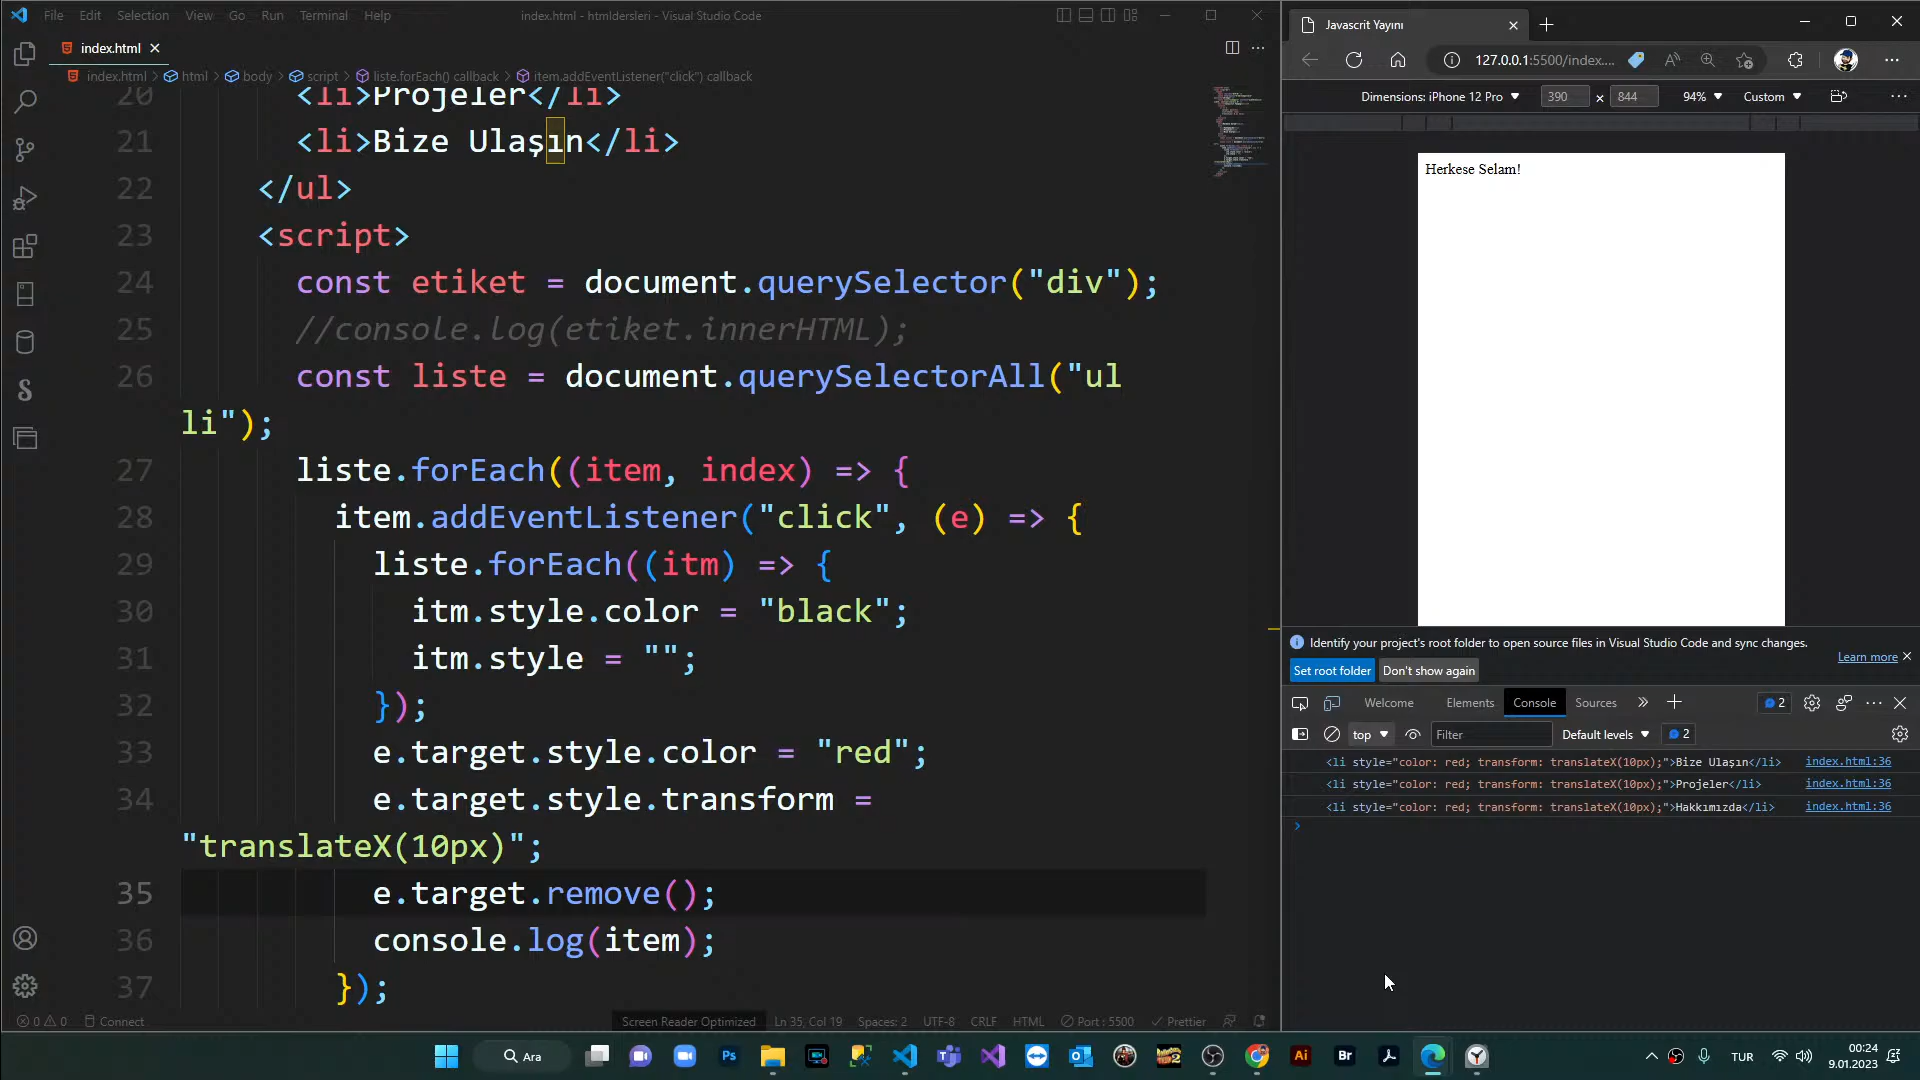 File Edit Selection View Go Run Terminal Help
index.html - htmldersleri - Visual Studio Code
index.html
index.html > html > body > script > liste.forEach() callback > item.addEventListener("click") callback
20 <li>Projeler</li>
21 <li>Bize Ulaşın</li>
22 </ul>
23 <script>
24 const etiket = document.querySelector("div");
25 //console.log(etiket.innerHTML);
26 const liste = document.querySelectorAll("ul
li");
27 liste.forEach((item, index) => {
28 item.addEventListener("click", (e) => {
29 liste.forEach((itm) => {
30 itm.style.color = "black";
31 itm.style = "";
32 });
33 e.target.style.color = "red";
34 e.target.style.transform =
"translateX(10px)";
35 e.target.remove();
36 console.log(item);
37 });
0 0 Connect
Screen Reader Optimized Ln 35, Col 19 Spaces: 2 UTF-8 CRLF HTML Port : 5500 Prettier
Javascrit Yayını
127.0.0.1:5500/index....
Dimensions: iPhone 12 Pro 390 x 844 94% Custom
Herkese Selam!
Identify your project's root folder to open source files in Visual Studio Code and sync changes.
Learn more
Set root folder Don't show again
Welcome Elements Console Sources 2
top Filter Default levels 2
<li style="color: red; transform: translateX(10px);">Bize Ulaşın</li> index.html:36
<li style="color: red; transform: translateX(10px);">Projeler</li> index.html:36
<li style="color: red; transform: translateX(10px);">Hakkımızda</li> index.html:36
>
Ara
Ps
Ai
Br
TUR
00:24
9.01.2023